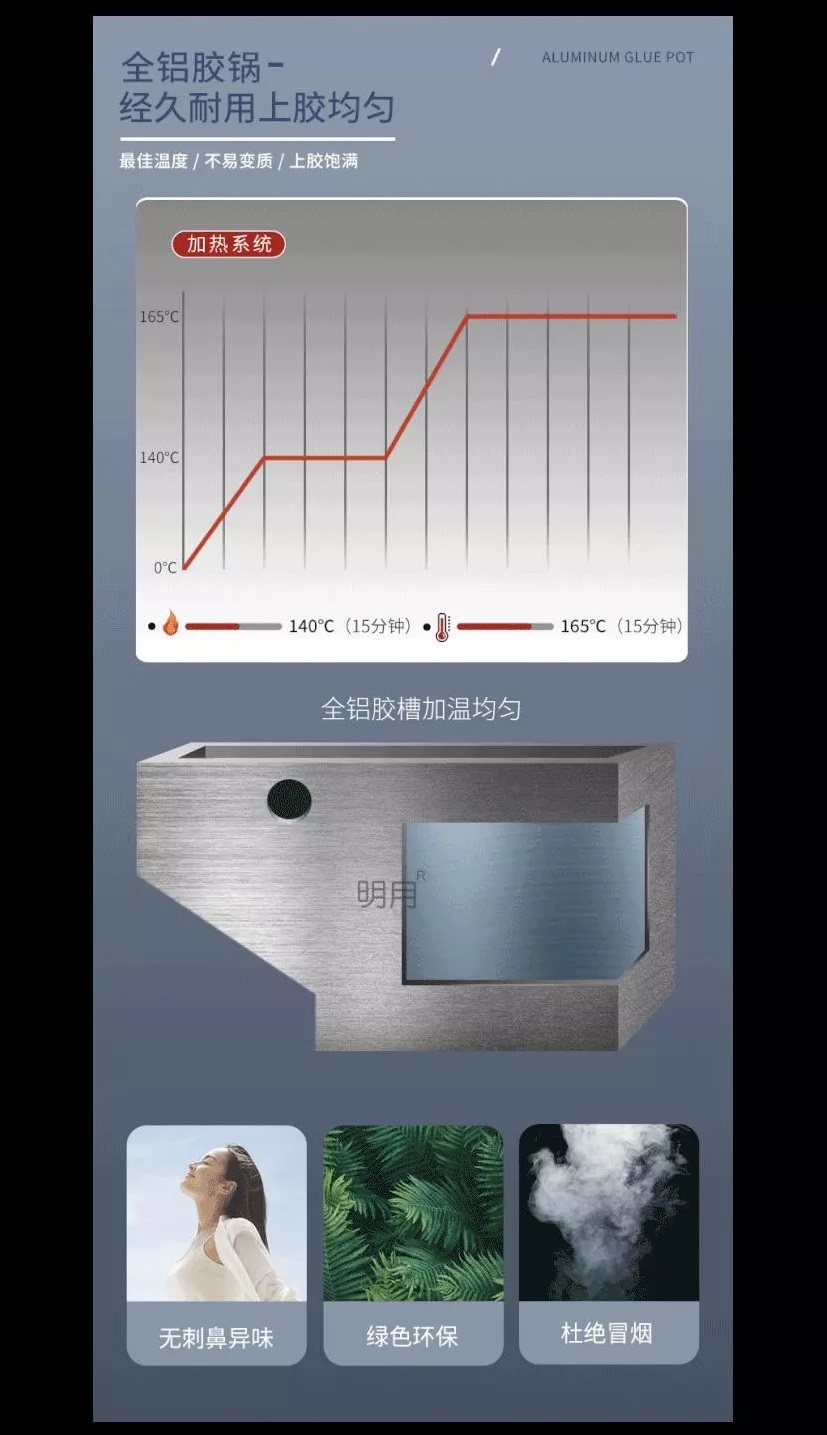 全铝胶锅-
ALUMINUM GLUE POT
经久耐用上胶均匀
最佳温度 / 不易变质 / 上胶饱满
加热系统
165℃
140℃
0℃
140℃（15分钟）
165℃（15分钟）
全铝胶槽加温均匀
明用R
无刺鼻异味
绿色环保
杜绝冒烟